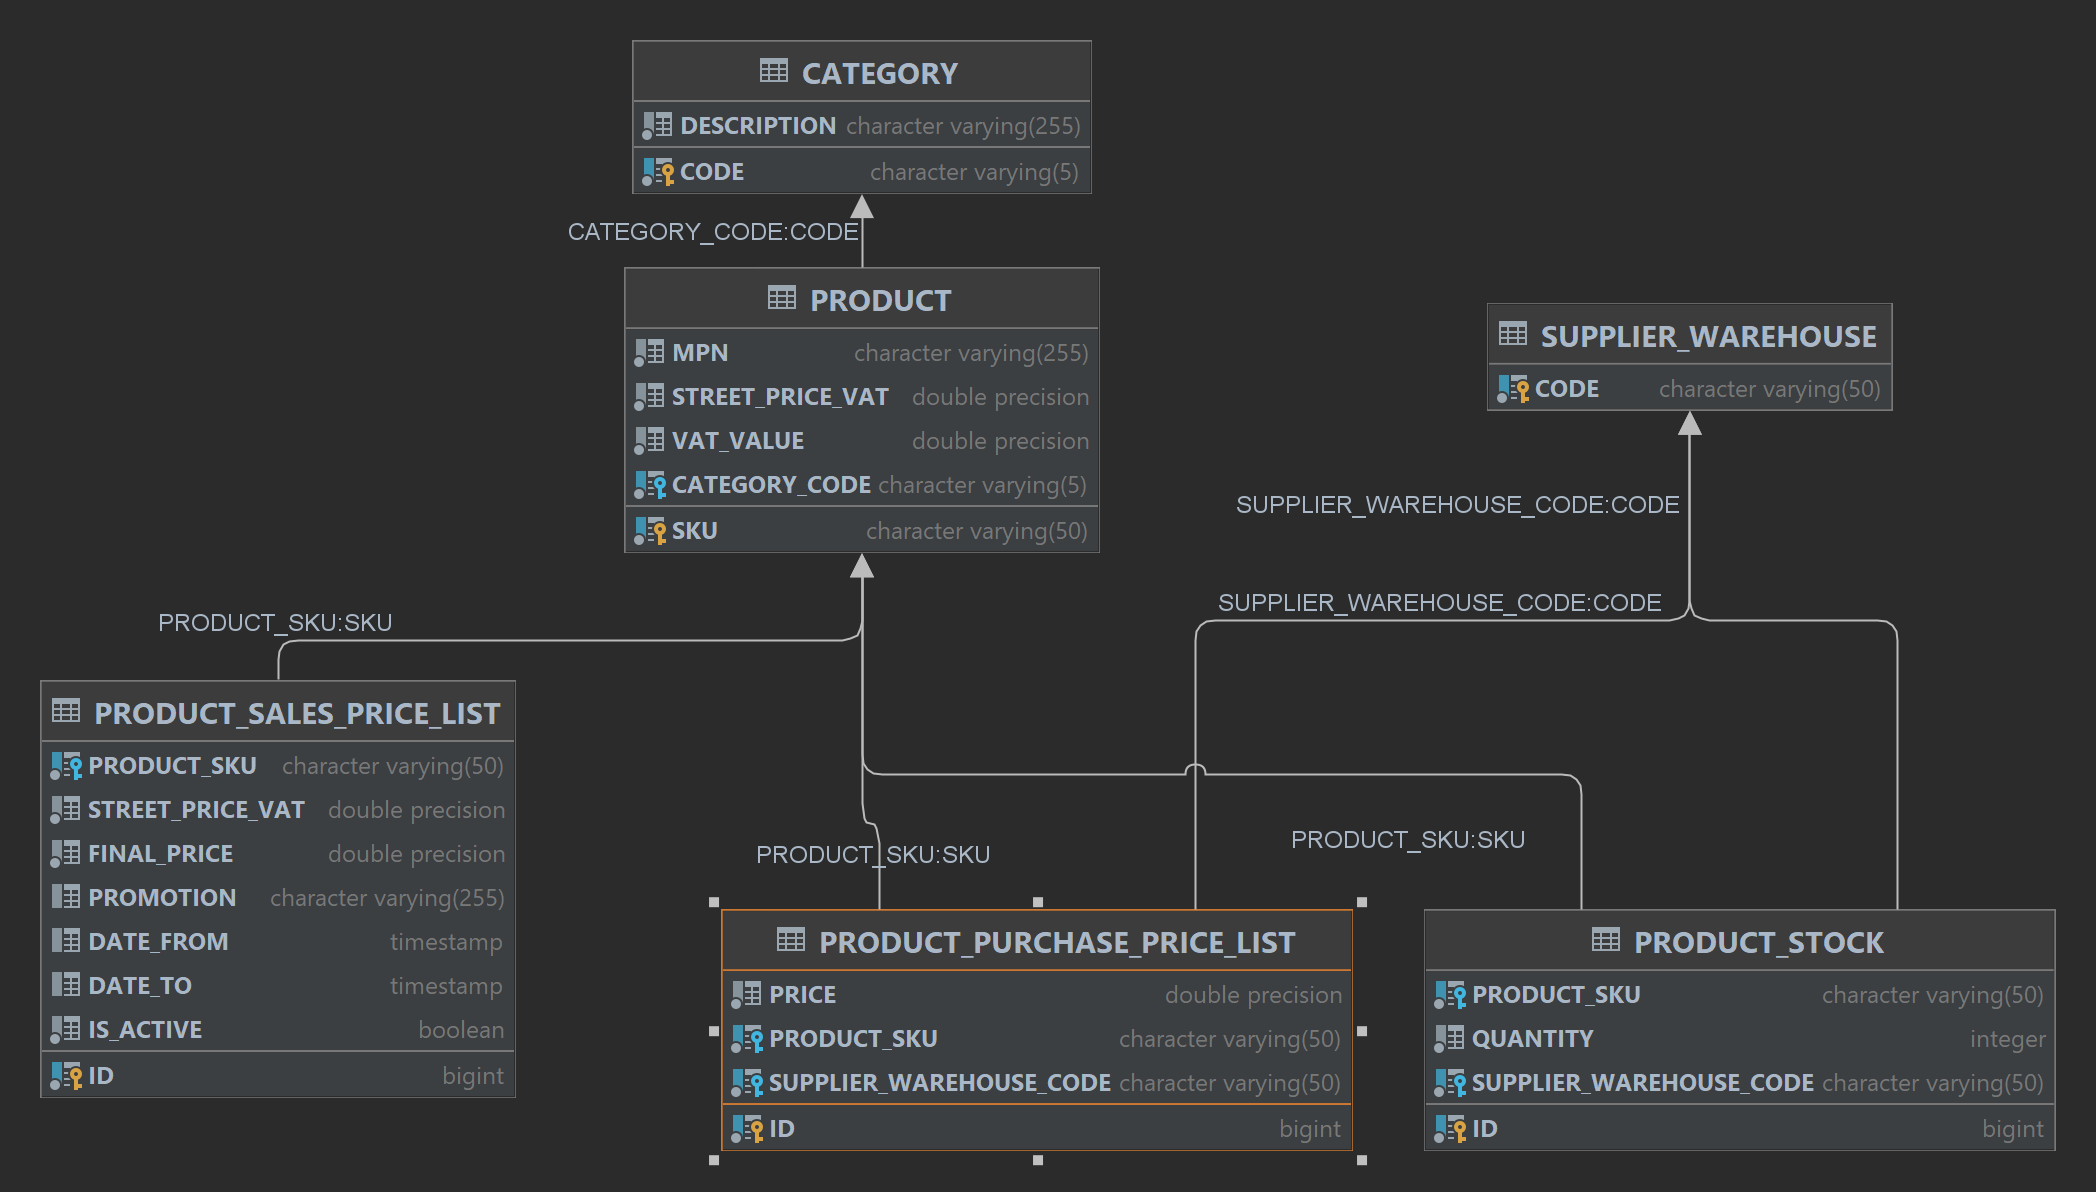 CATEGORY
DESCRIPTION character varying(255)
CODE character varying(5)
CATEGORY_CODE:CODE
PRODUCT
MPN character varying(255)
STREET_PRICE_VAT double precision
VAT_VALUE double precision
CATEGORY_CODE character varying(5)
SKU character varying(50)
SUPPLIER_WAREHOUSE
CODE character varying(50)
SUPPLIER_WAREHOUSE_CODE:CODE
SUPPLIER_WAREHOUSE_CODE:CODE
PRODUCT_SKU:SKU
PRODUCT_SALES_PRICE_LIST
PRODUCT_SKU character varying(50)
STREET_PRICE_VAT double precision
FINAL_PRICE double precision
PROMOTION character varying(255)
DATE_FROM timestamp
DATE_TO timestamp
IS_ACTIVE boolean
ID bigint
PRODUCT_SKU:SKU
PRODUCT_SKU:SKU
PRODUCT_PURCHASE_PRICE_LIST
PRICE double precision
PRODUCT_SKU character varying(50)
SUPPLIER_WAREHOUSE_CODE character varying(50)
ID bigint
PRODUCT_STOCK
PRODUCT_SKU character varying(50)
QUANTITY integer
SUPPLIER_WAREHOUSE_CODE character varying(50)
ID bigint